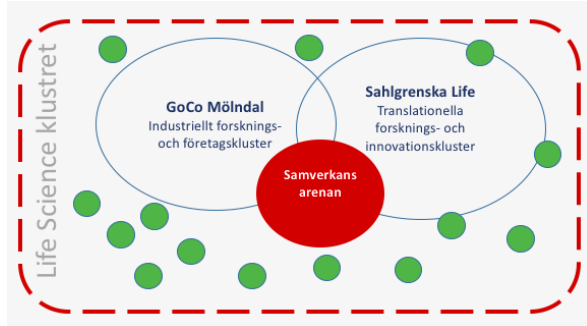 Life Science klustret
GoCo Mölndal
Industriellt forsknings-
och företagskluster
Sahlgrenska Life
Translationella
forsknings- och
innovationskluster
Samverkans
arenan